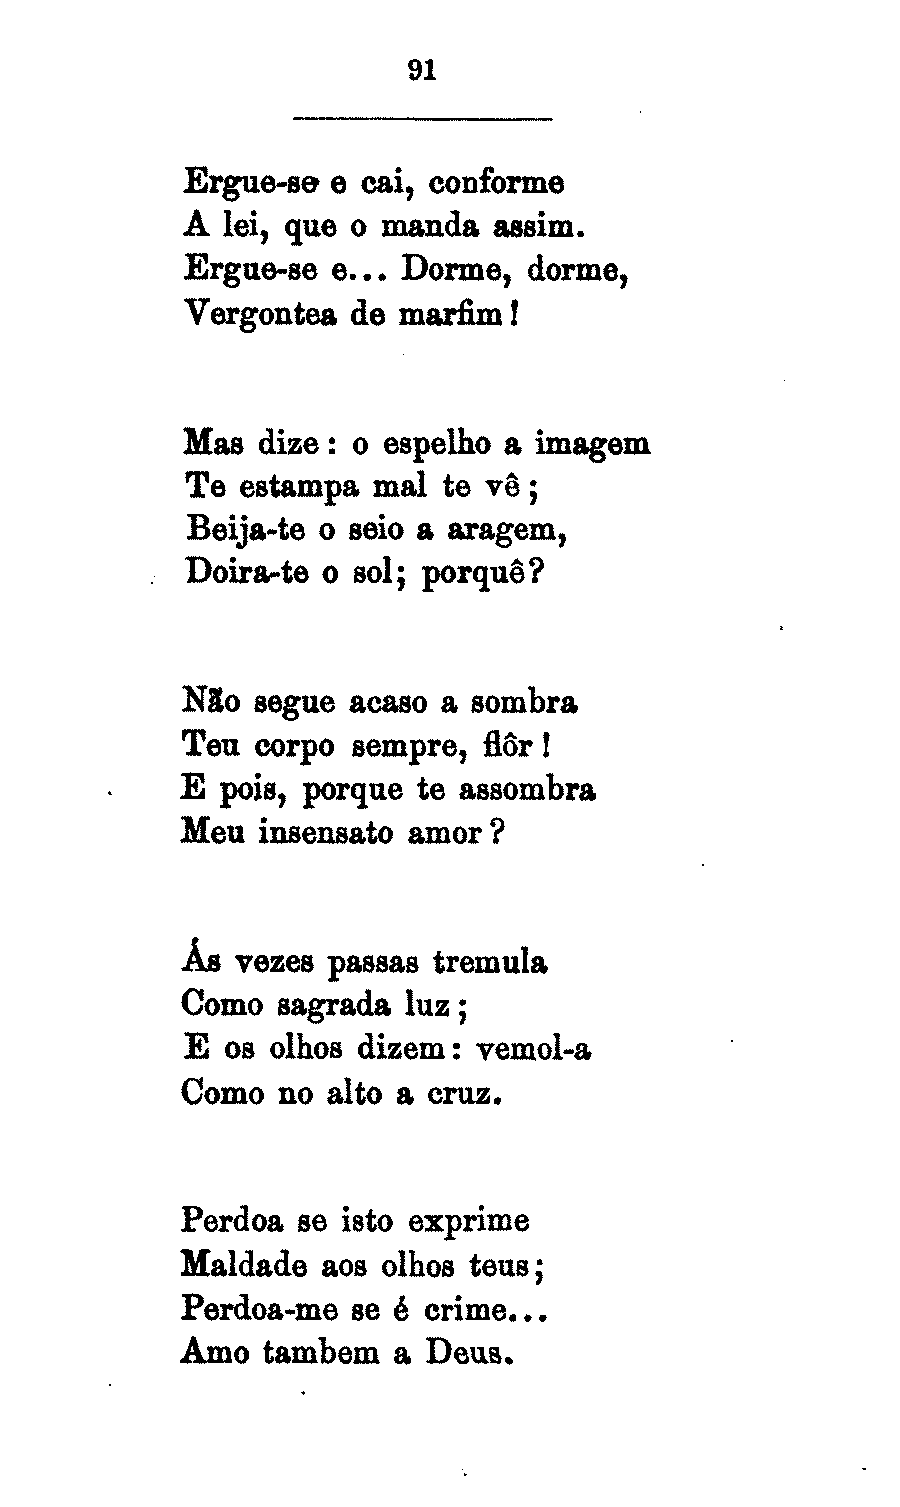 91
Ergue-se e cai, conforme
A lei, que o manda assim.
Ergue-se e... Dorme, dorme,
Vergontea de marfim!
Mas dize: o espelho a imagem
Te estampa mal te vê;
Beija-te o seio a aragem,
Doira-te o sol; porquê?
Não segue acaso a sombra
Teu corpo sempre, flôr!
E pois, porque te assombra
Meu insensato amor?
Ás vezes passas tremula
Como sagrada luz;
E os olhos dizem: vemol-a
Como no alto a cruz.
Perdoa se isto exprime
Maldade aos olhos teus;
Perdoa-me se é crime...
Amo tambem a Deus.